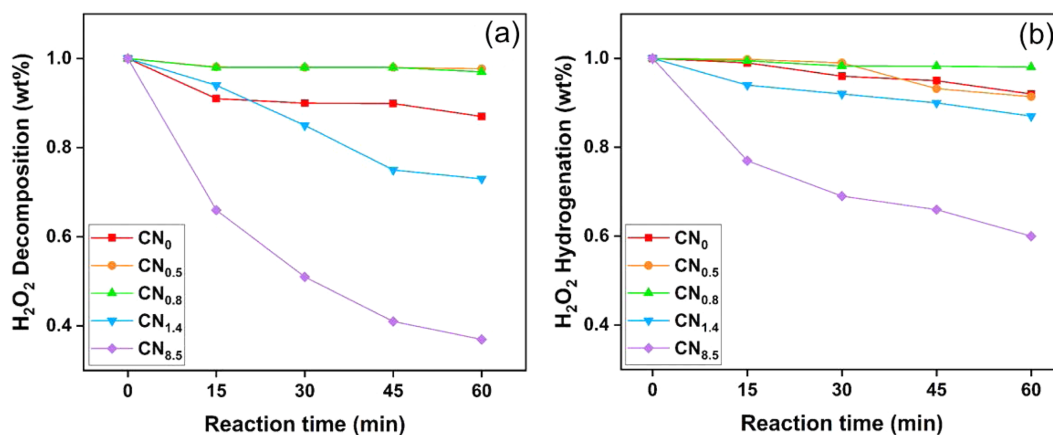 (a)
H₂O₂ Decomposition (wt%)
1.0
0.8
0.6
0.4
CN₀
CN₀.₅
CN₀.₈
CN₁.₄
CN₈.₅
0 15 30 45 60
Reaction time (min)
(b)
H₂O₂ Hydrogenation (wt%)
1.0
0.8
0.6
0.4
CN₀
CN₀.₅
CN₀.₈
CN₁.₄
CN₈.₅
0 15 30 45 60
Reaction time (min)